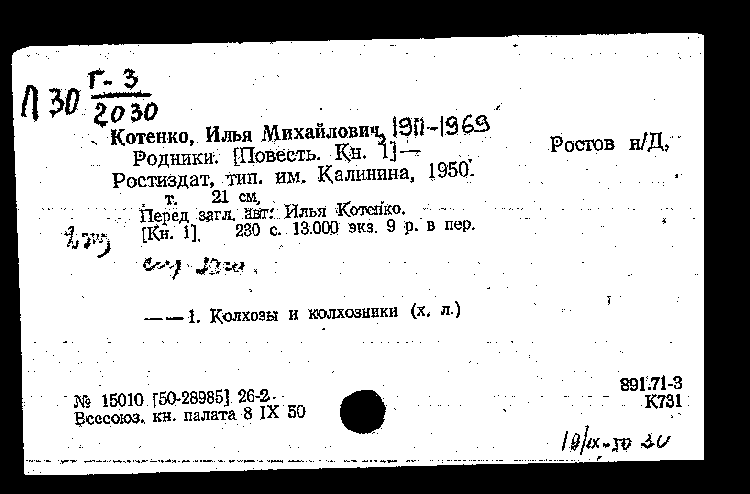 Г-3
П 30 2030
Котенко, Илья Михайлович, 1911-1969
Родники. [Повесть. Кн. 1] — Ростов н/Д,
Ростиздат, тип. им. Калинина, 1950.
т. 21 см.
Перед загл. авт: Илья Котенко.
[Кн. 1]. 230 с. 13.000 экз. 9 р. в пер.
2 экз
— — 1. Колхозы и колхозники (х. л.)
891.71-3
№ 15010 [50-28985] 26-2
К731
Всесоюз. кн. палата 8 IX 50